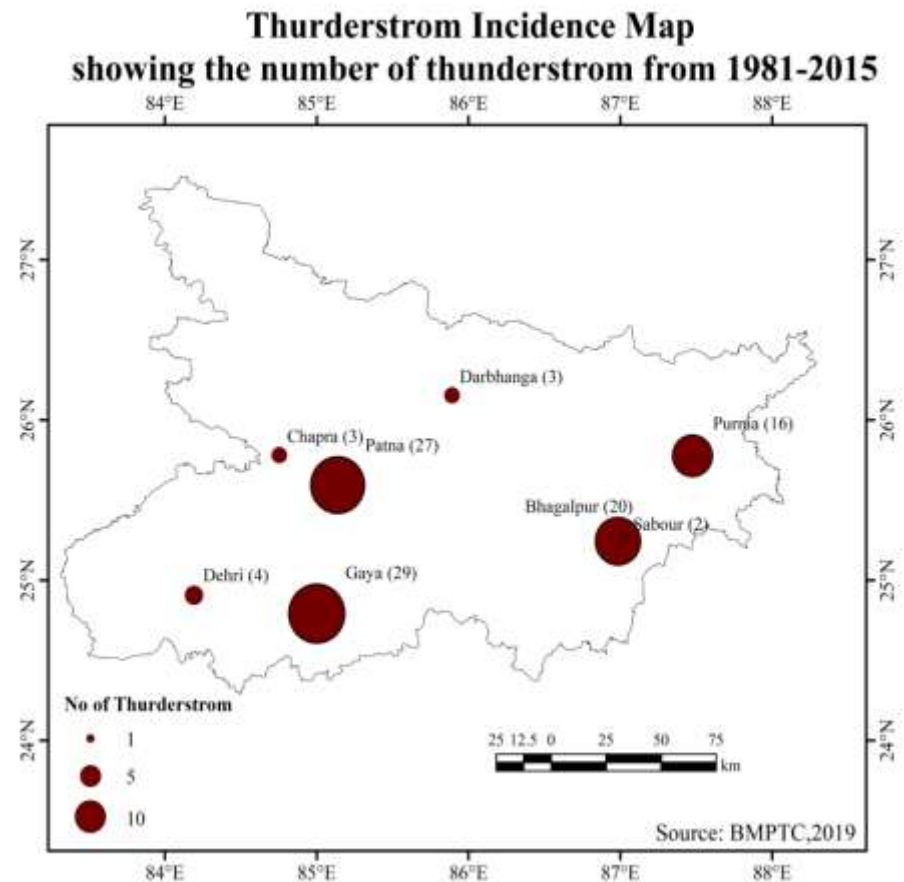 Thurderstrom Incidence Map
showing the number of thunderstrom from 1981-2015
84°E 85°E 86°E 87°E 88°E
27°N 27°N
26°N 26°N
25°N 25°N
24°N 24°N
Darbhanga (3)
Purnia (16)
Chapra (3)
Patna (27)
Bhagalpur (20)
Sabour (2)
Dehri (4)
Gaya (29)
No of Thurderstrom
1
5
10
25 12.5 0 25 50 75
km
Source: BMPTC,2019
84°E 85°E 86°E 87°E 88°E